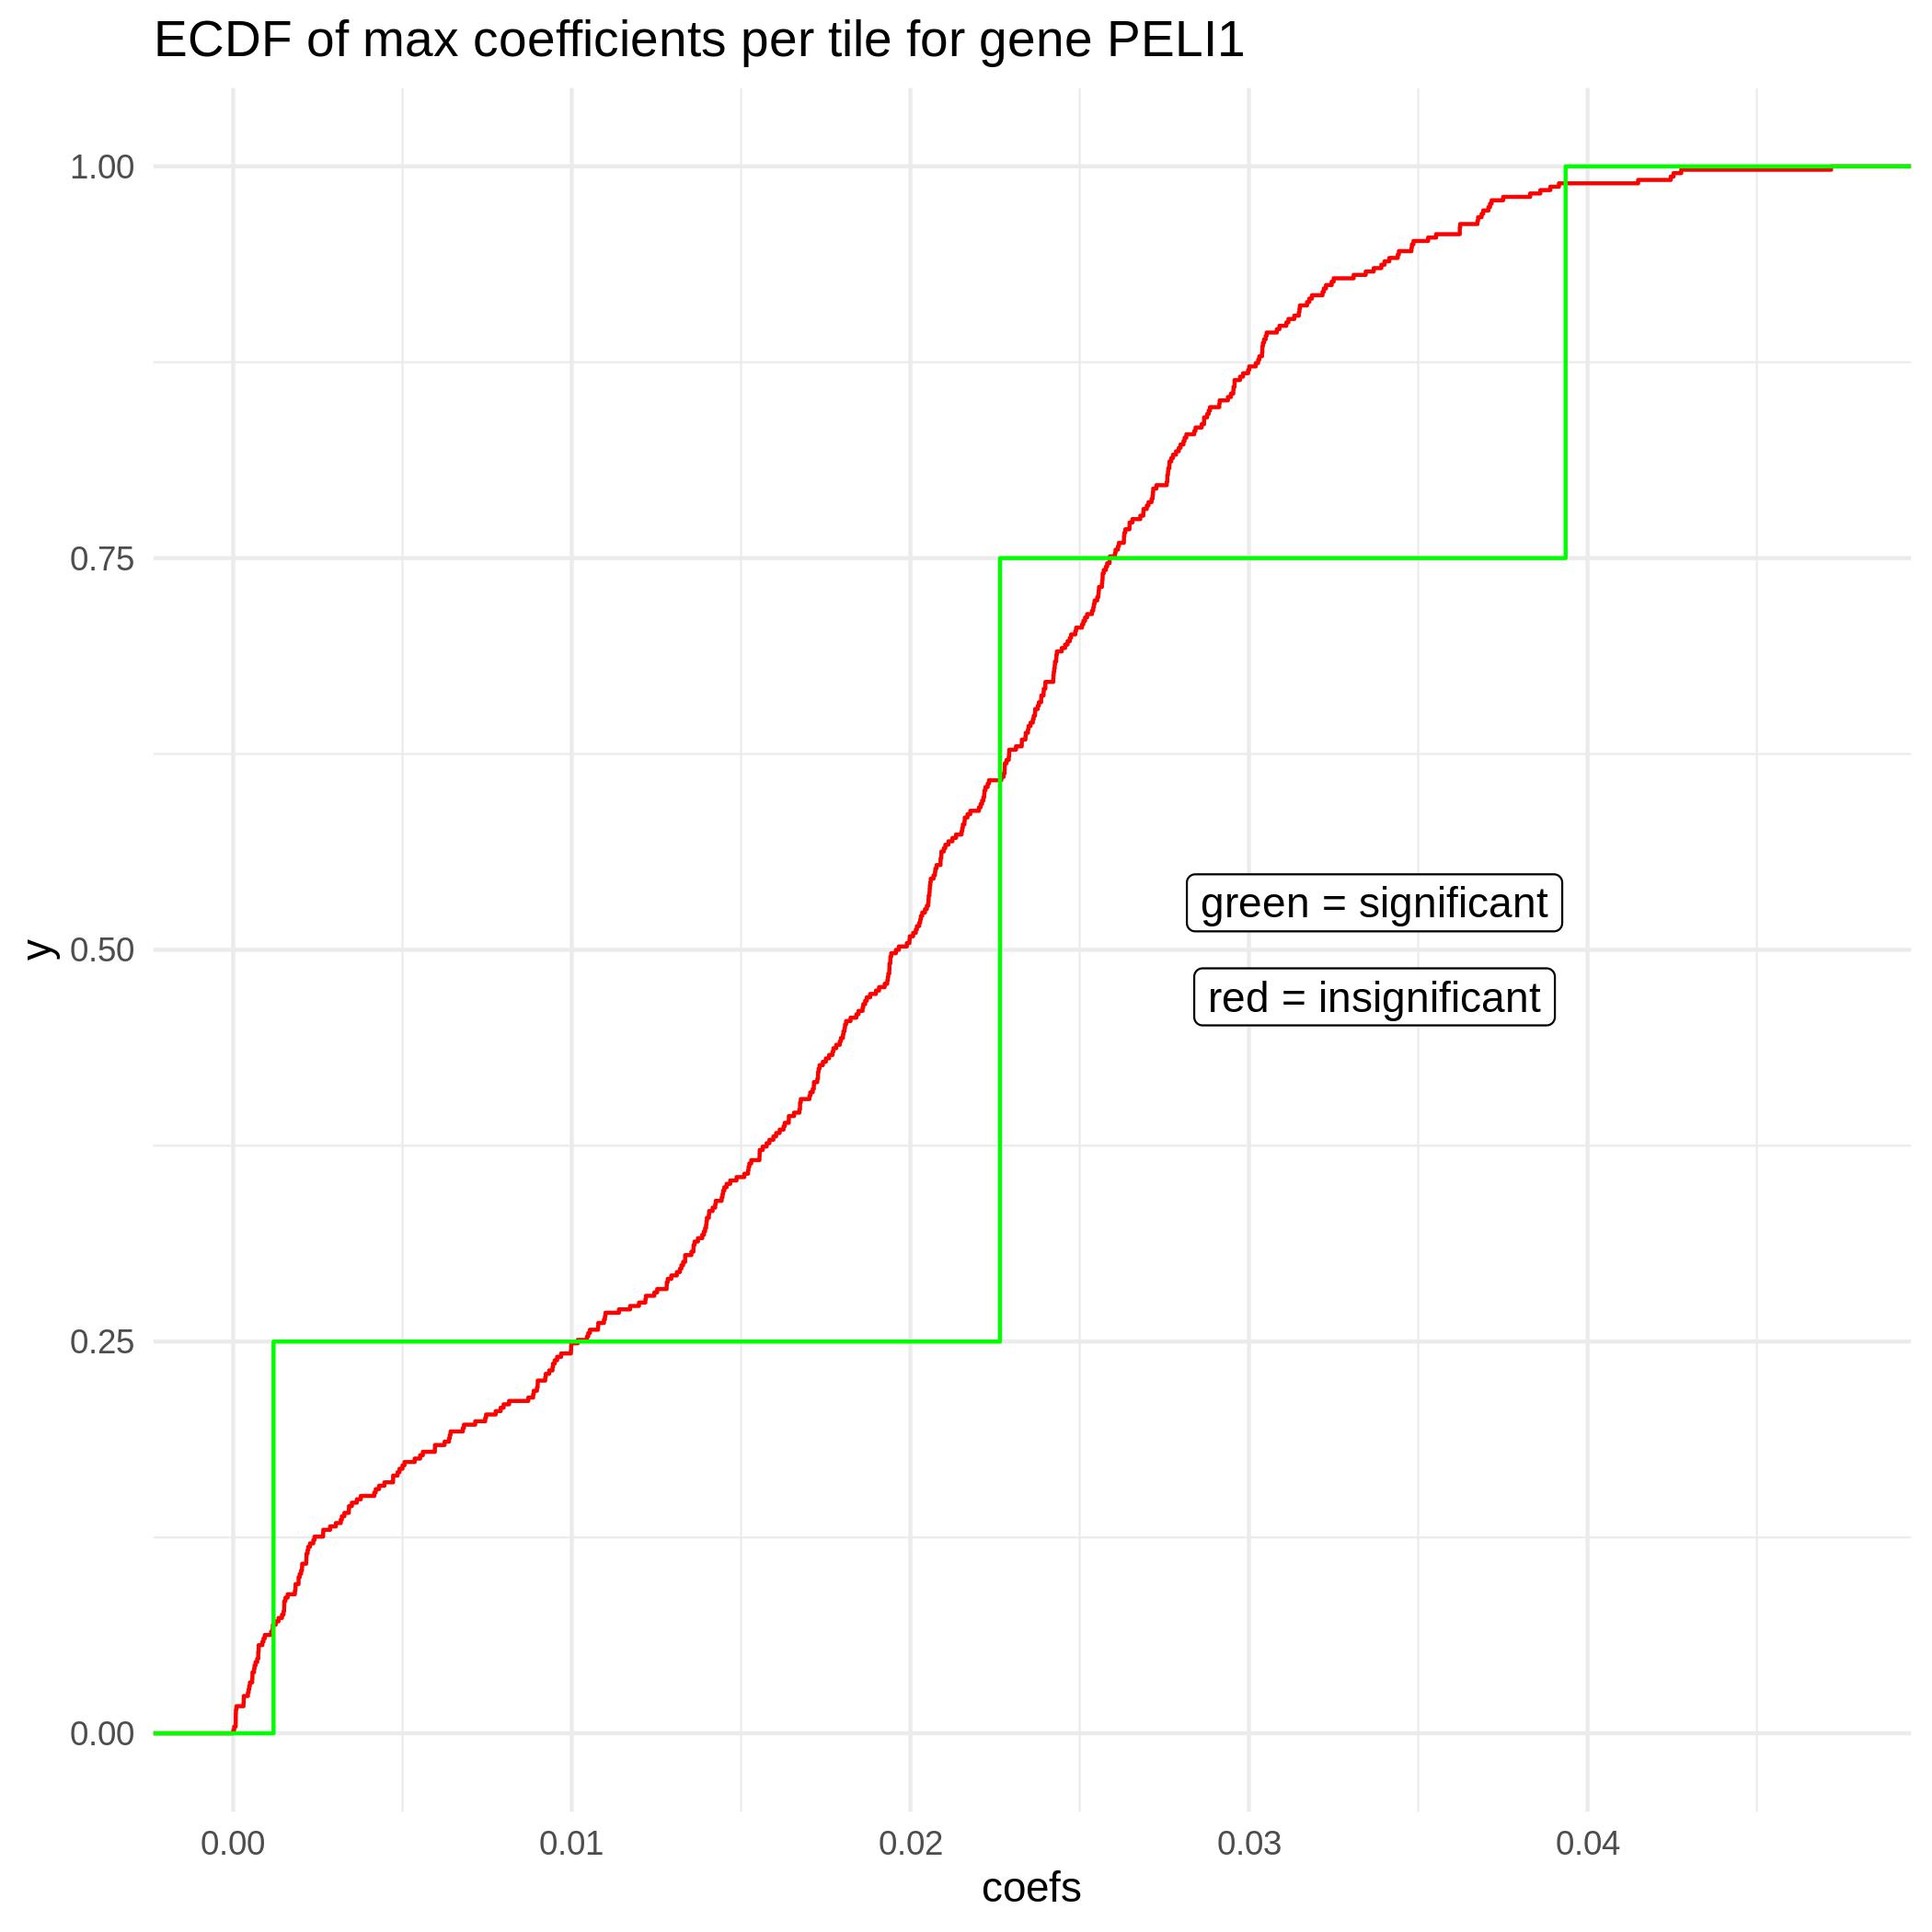 ECDF of max coefficients per tile for gene PELI1
1.00
0.75
0.50
0.25
0.00
y
green = significant
red = insignificant
0.00 0.01 0.02 0.03 0.04
coefs